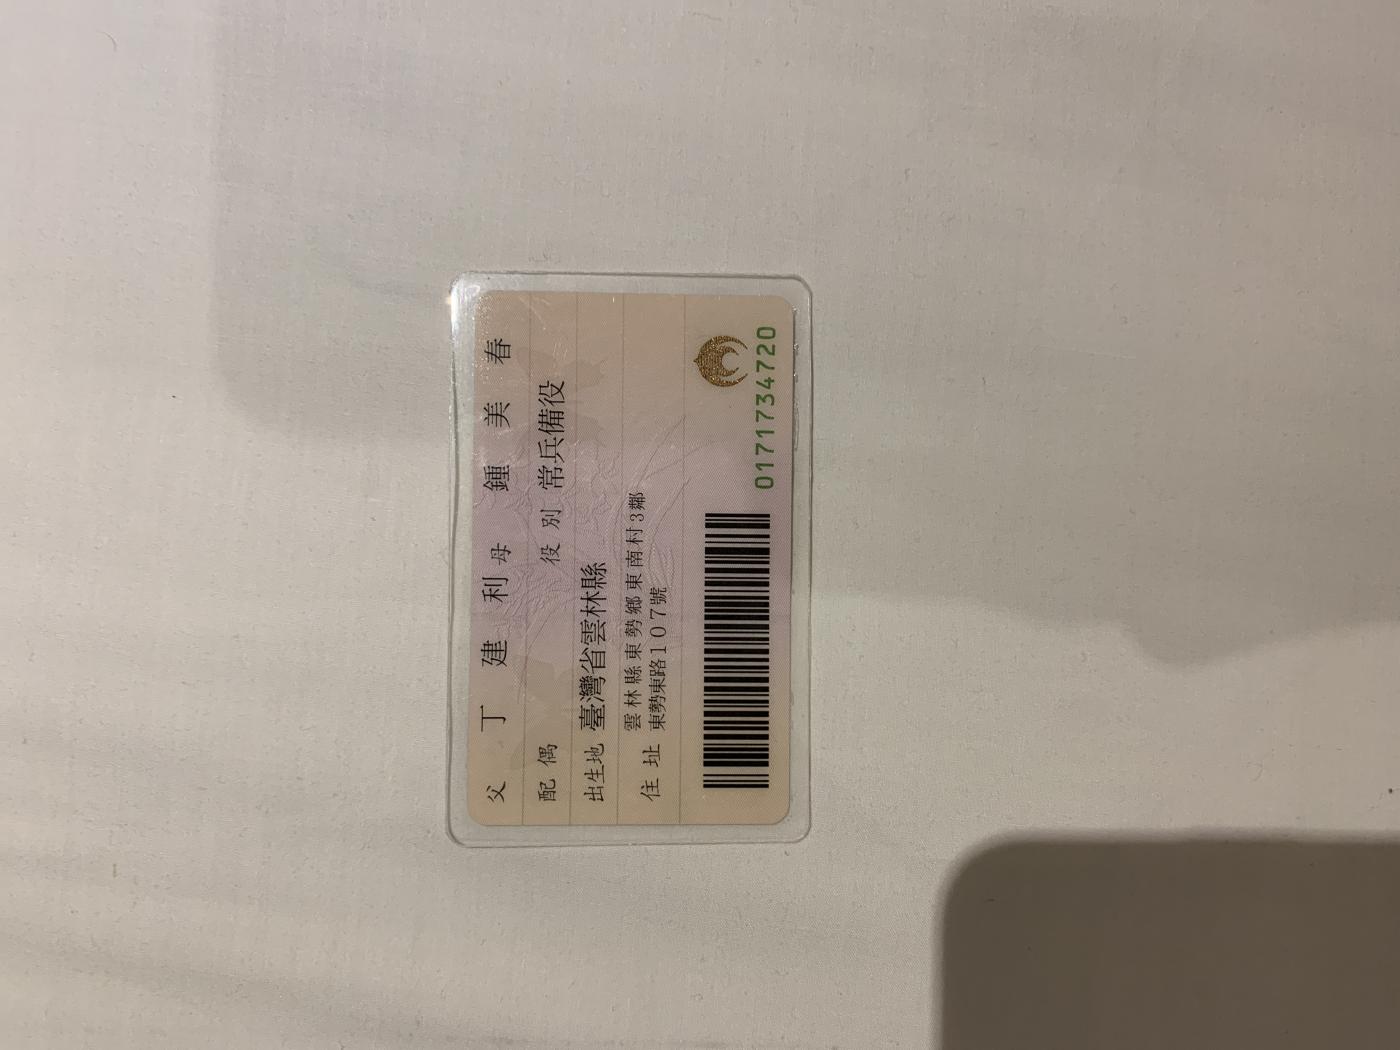 父 丁建利 母 鍾美春
配偶 役別 常兵備役
出生地 臺灣省雲林縣
住址 雲林縣東勢鄉東南村3鄰
東勢東路107號
0171734720